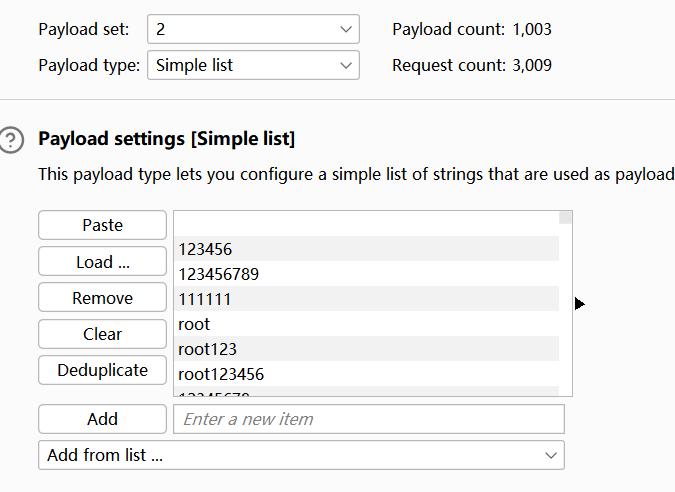 Payload set: 2 Payload count: 1,003
Payload type: Simple list Request count: 3,009
? Payload settings [Simple list]
This payload type lets you configure a simple list of strings that are used as payload
Paste
Load ...
Remove
Clear
Deduplicate
123456
123456789
111111
root
root123
root123456
12345678
Add Enter a new item
Add from list ...